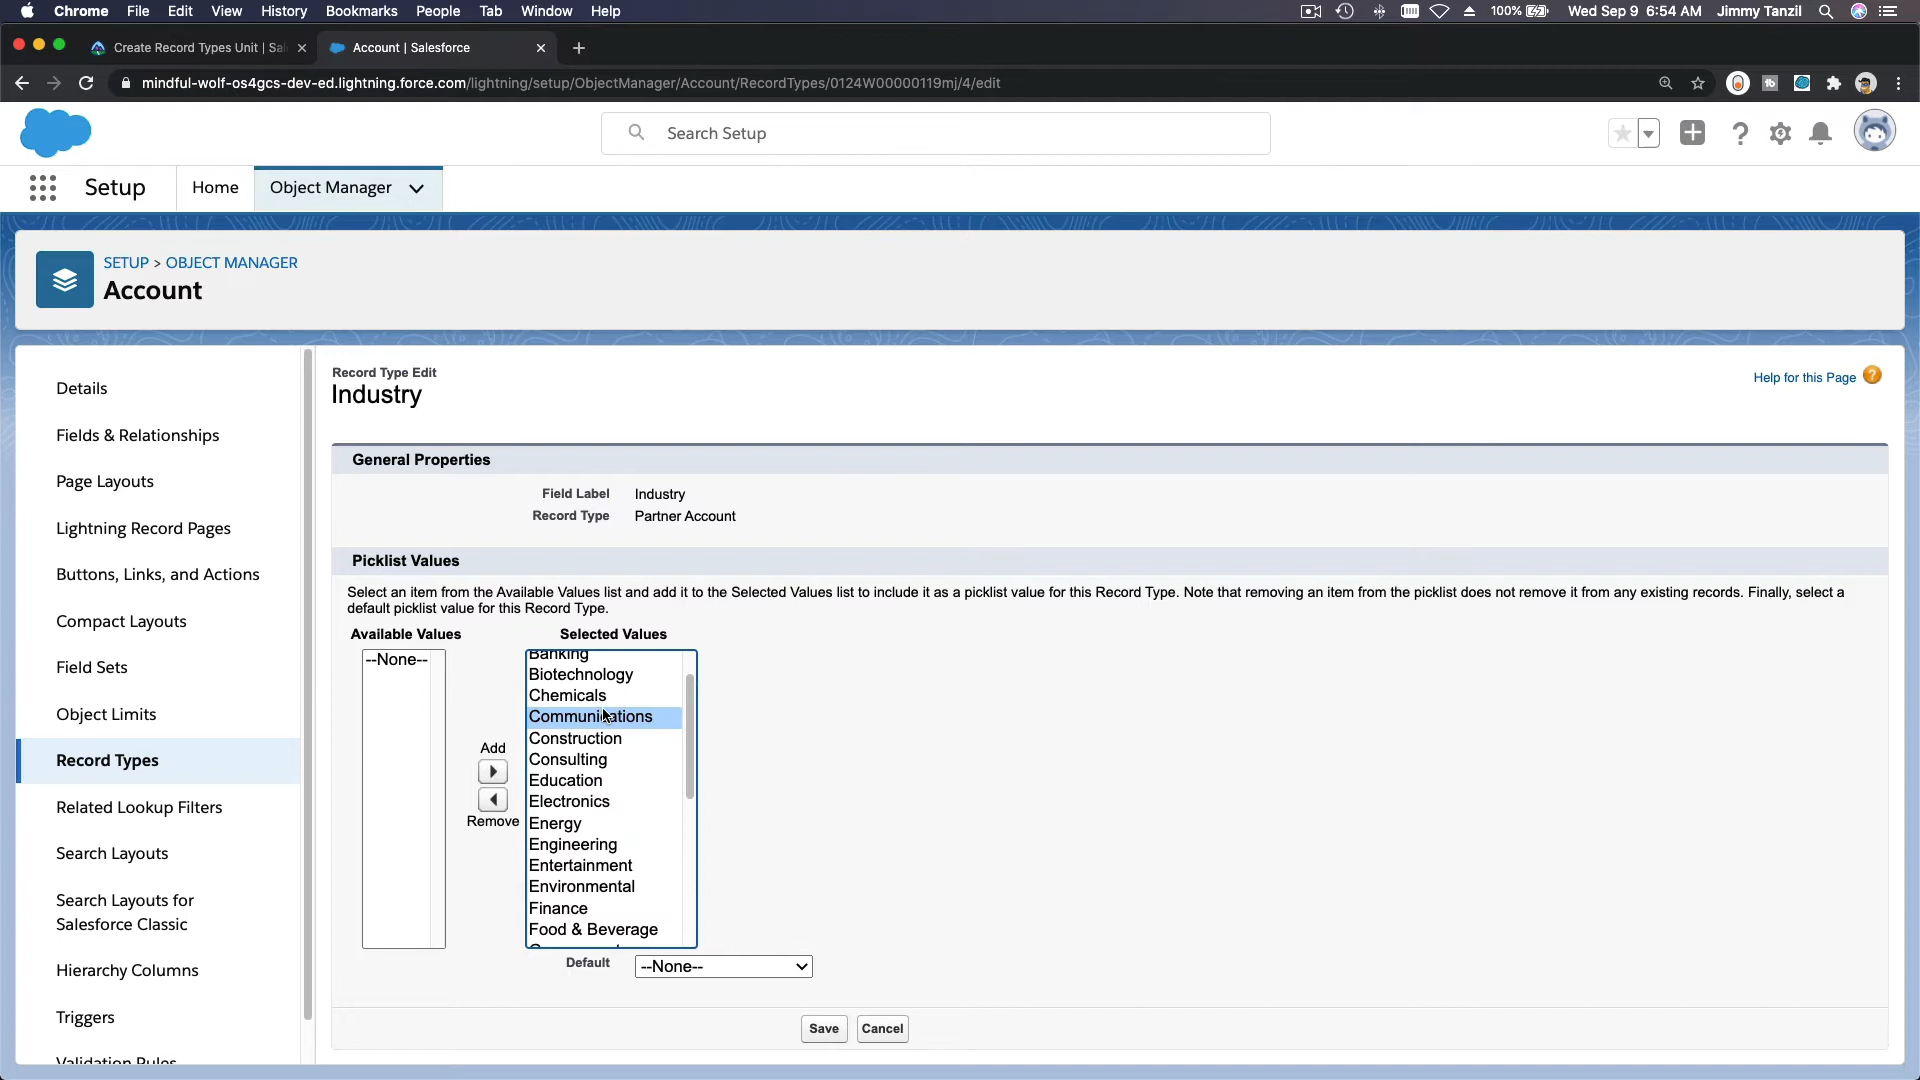 Chrome File Edit View History Bookmarks People Tab Window Help 100% Wed Sep 9 6:54 AM Jimmy Tanzil
Create Record Types Unit | Sal
Account | Salesforce
mindful-wolf-os4gcs-dev-ed.lightning.force.com/lightning/setup/ObjectManager/Account/RecordTypes/0124W00000119mj/4/edit
Search Setup
Setup Home Object Manager
SETUP > OBJECT MANAGER
Account
Details
Fields & Relationships
Page Layouts
Lightning Record Pages
Buttons, Links, and Actions
Compact Layouts
Field Sets
Object Limits
Record Types
Related Lookup Filters
Search Layouts
Search Layouts for
Salesforce Classic
Hierarchy Columns
Triggers
Validation Rules
Record Type Edit
Industry
Help for this Page ?
General Properties
Field Label Industry
Record Type Partner Account
Picklist Values
Select an item from the Available Values list and add it to the Selected Values list to include it as a picklist value for this Record Type. Note that removing an item from the picklist does not remove it from any existing records. Finally, select a
default picklist value for this Record Type.
Available Values
--None--
Add
Remove
Selected Values
Banking
Biotechnology
Chemicals
Communications
Construction
Consulting
Education
Electronics
Energy
Engineering
Entertainment
Environmental
Finance
Food & Beverage
Default --None--
Save Cancel